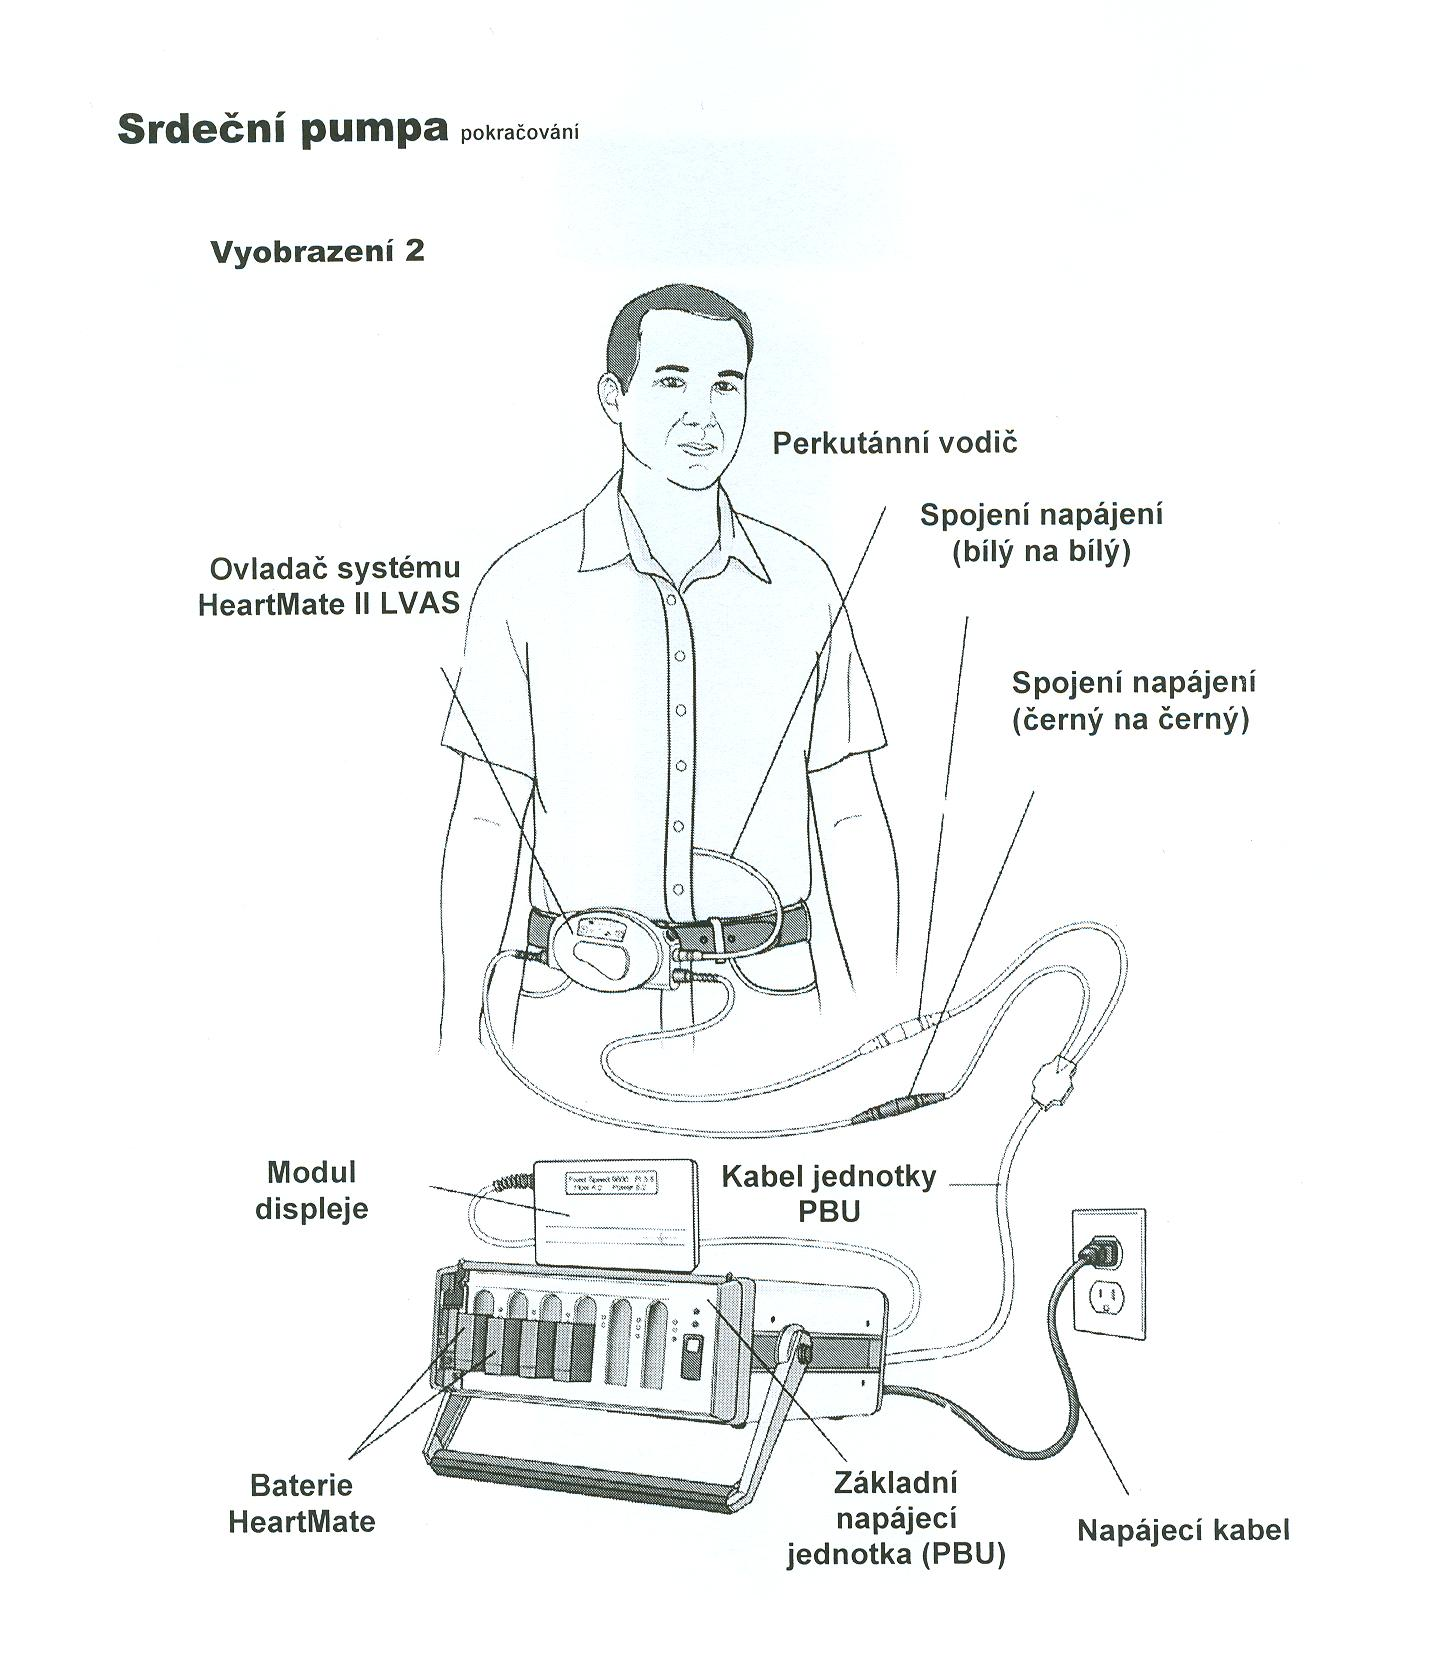 Srdeční pumpa pokračování
Vyobrazení 2
Perkutánní vodič
Spojení napájení
(bílý na bílý)
Ovladač systému
HeartMate II LVAS
Spojení napájení
(černý na černý)
Modul
displeje
Kabel jednotky
PBU
Baterie
HeartMate
Základní
napájecí
jednotka (PBU)
Napájecí kabel